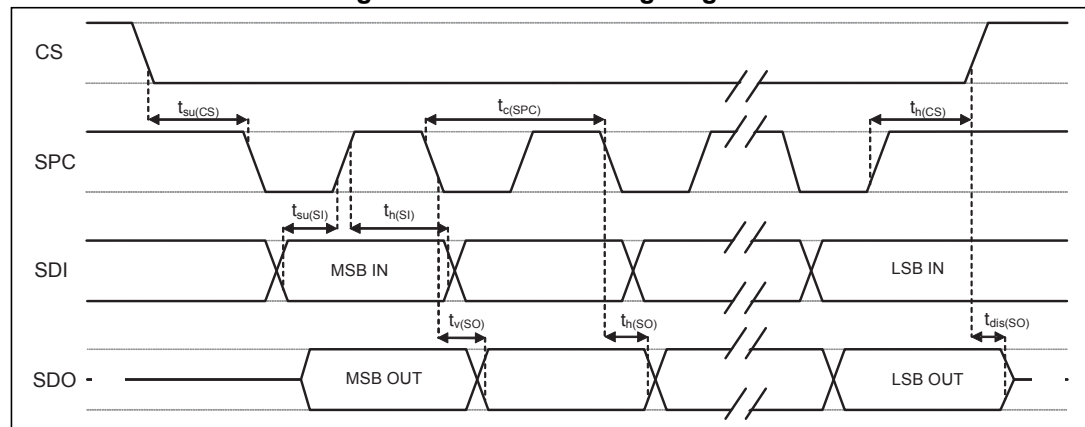 CS
t_su(CS)
t_c(SPC)
t_h(CS)
SPC
t_su(SI)
t_h(SI)
SDI
MSB IN
LSB IN
t_v(SO)
t_h(SO)
t_dis(SO)
SDO
MSB OUT
LSB OUT